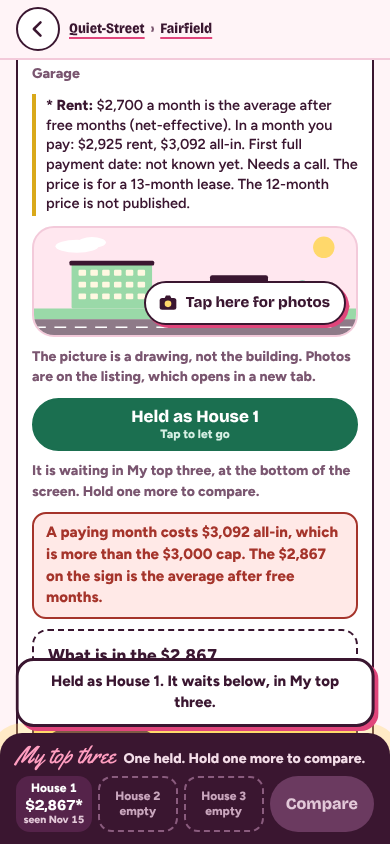 Quiet-Street › Fairfield
Garage
* Rent: $2,700 a month is the average after
free months (net-effective). In a month you
pay: $2,925 rent, $3,092 all-in. First full
payment date: not known yet. Needs a call. The
price is for a 13-month lease. The 12-month
price is not published.
Tap here for photos
The picture is a drawing, not the building. Photos
are on the listing, which opens in a new tab.
Held as House 1
Tap to let go
It is waiting in My top three, at the bottom of the
screen. Hold one more to compare.
A paying month costs $3,092 all-in, which
is more than the $3,000 cap. The $2,867
on the sign is the average after free
months.
What is in the $2,867
Held as House 1. It waits below, in My top
three.
My top three One held. Hold one more to compare.
House 1
$2,867*
seen Nov 15
House 2
empty
House 3
empty
Compare